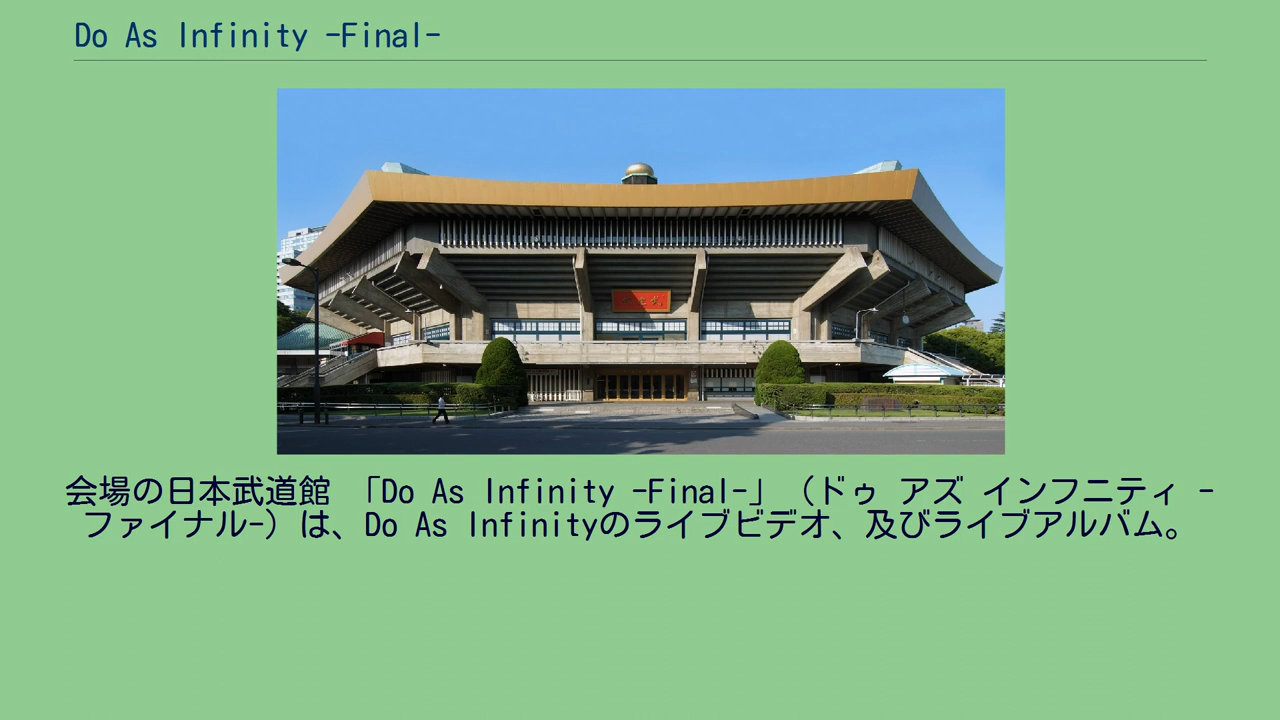 Do As Infinity -Final-
会場の日本武道館 「Do As Infinity -Final-」（ドゥ アズ インフニティ -
ファイナル-）は、Do As Infinityのライブビデオ、及びライブアルバム。